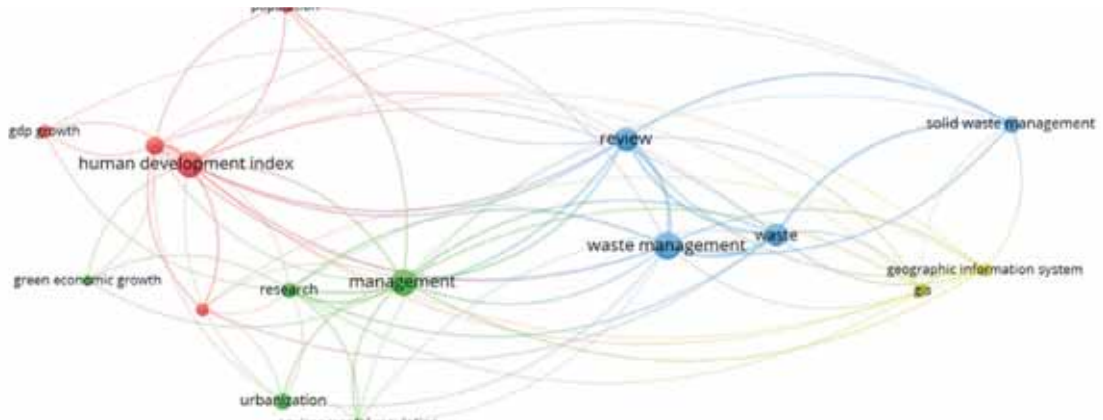 population
gdp growth
human development index
review
solid waste management
waste management
waste
green economic growth
research
management
geographic information system
gis
urbanization